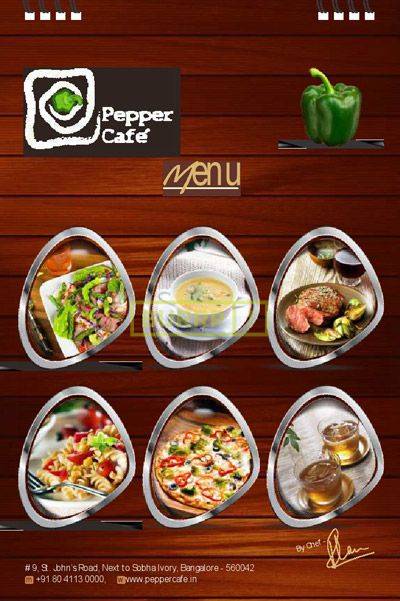 Pepper
Café
Menu
By Chef -
# 9, St. John's Road, Next to Sobha Ivory, Bangalore - 560042
+91 80 4113 0000, www.peppercafe.in